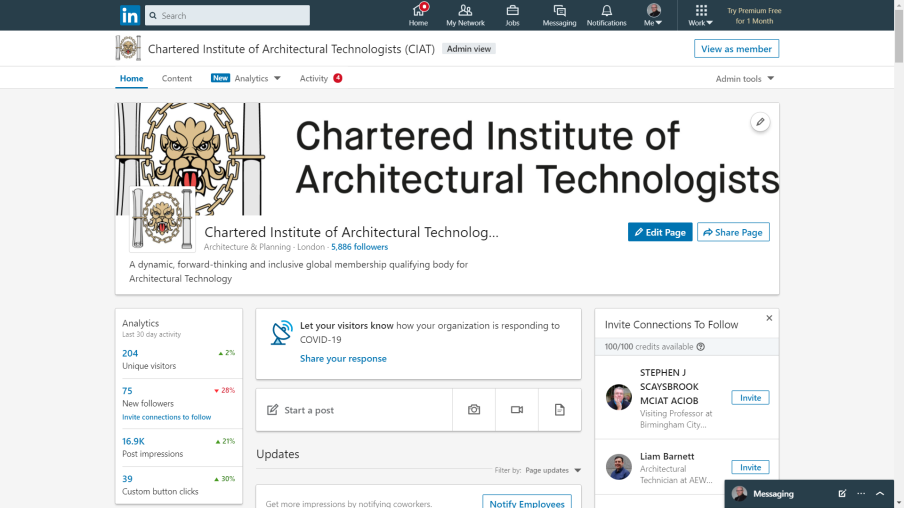 in
Search
Home
My Network
Jobs
Messaging
Notifications
Me
Work
Try Premium Free
for 1 Month
Chartered Institute of Architectural Technologists (CIAT)
Admin view
View as member
Home
Content
New Analytics
Activity 4
Admin tools
Chartered Institute of
Architectural Technologists
Chartered Institute of Architectural Technolog...
Architecture & Planning · London · 5,886 followers
Edit Page
Share Page
A dynamic, forward-thinking and inclusive global membership qualifying body for
Architectural Technology
Analytics
Last 30 day activity
204
2%
Unique visitors
75
28%
New followers
Invite connections to follow
16.9K
21%
Post impressions
39
30%
Custom button clicks
Let your visitors know how your organization is responding to
COVID-19
Share your response
Start a post
Updates
Filter by: Page updates
Get more impressions by notifying coworkers.
Notify Employees
Invite Connections To Follow
100/100 credits available
STEPHEN J
SCAYSBROOK
MCIAT ACIOB
Visiting Professor at
Birmingham City...
Invite
Liam Barnett
Architectural
Technician at AEW...
Invite
Messaging